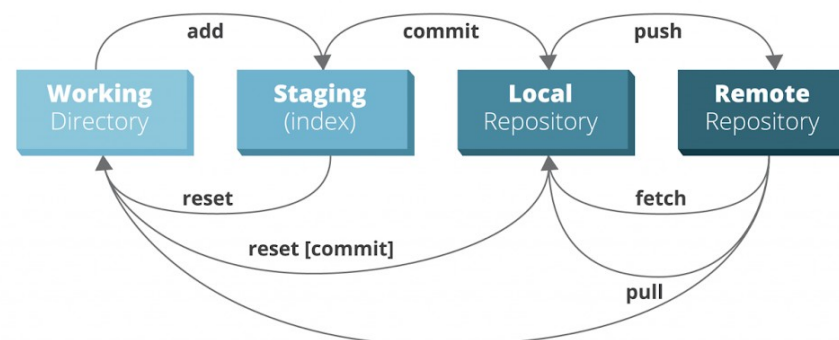 add
commit
push
Working
Directory
Staging
(index)
Local
Repository
Remote
Repository
reset
fetch
reset [commit]
pull